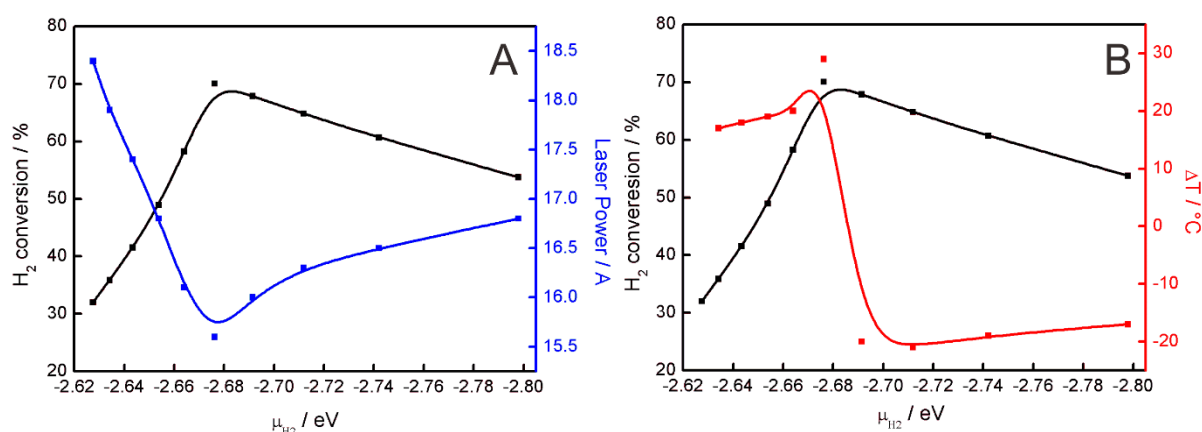 A
H₂ conversion / %
80
70
60
50
40
30
20
18.5
18.0
17.5
17.0
16.5
16.0
15.5
Laser Power / A
-2.62 -2.64 -2.66 -2.68 -2.70 -2.72 -2.74 -2.76 -2.78 -2.80
μH2 / eV
B
H₂ converesion / %
80
70
60
50
40
30
20
30
20
10
0
-10
-20
ΔT / °C
-2.62 -2.64 -2.66 -2.68 -2.70 -2.72 -2.74 -2.76 -2.78 -2.80
μH2 / eV